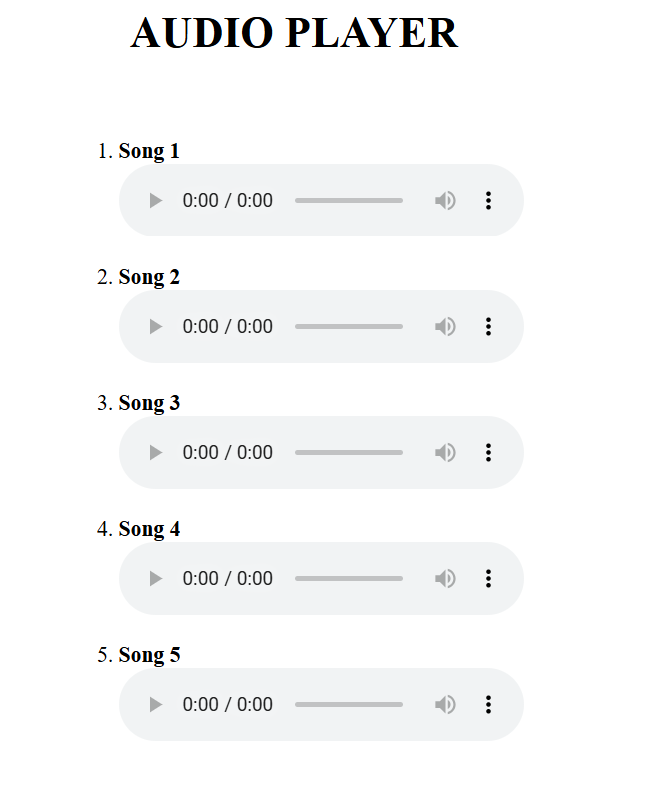 AUDIO PLAYER
1. Song 1
0:00 / 0:00
2. Song 2
0:00 / 0:00
3. Song 3
0:00 / 0:00
4. Song 4
0:00 / 0:00
5. Song 5
0:00 / 0:00